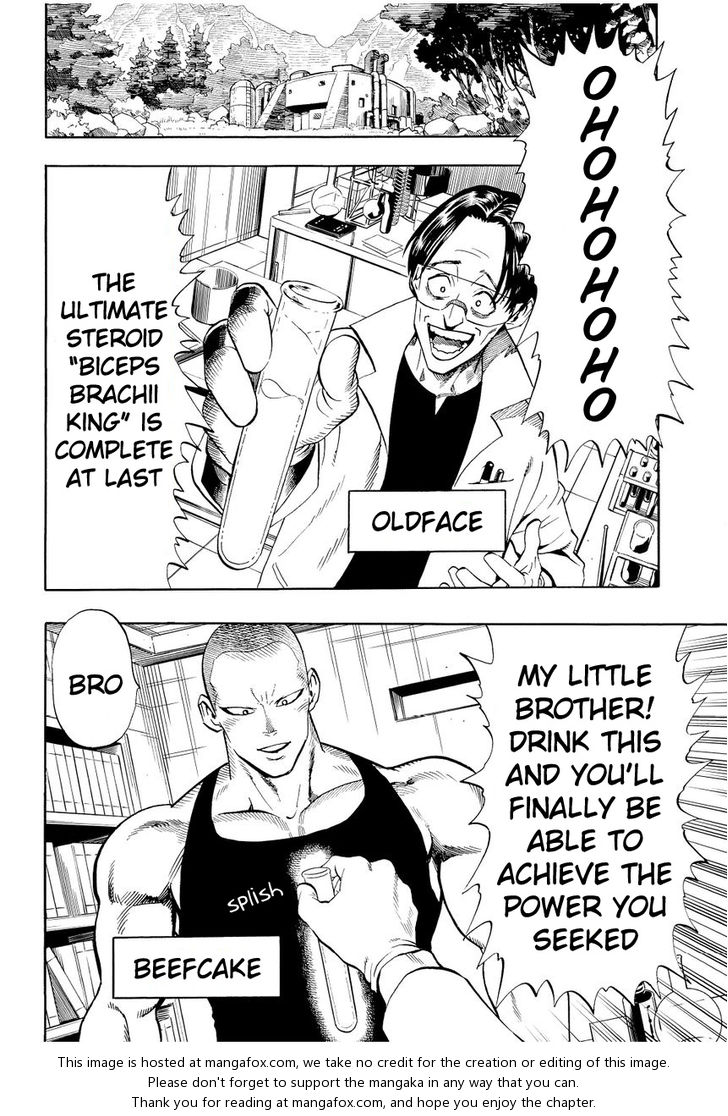 OHOHOHOHOHO
THE
ULTIMATE
STEROID
"BICEPS
BRACHII
KING" IS
COMPLETE
AT LAST
OLDFACE
BRO
MY LITTLE
BROTHER!
DRINK THIS
AND YOU'LL
FINALLY BE
ABLE TO
ACHIEVE THE
POWER YOU
SEEKED
splish
BEEFCAKE
This image is hosted at mangafox.com, we take no credit for the creation or editing of this image.
Please don't forget to support the mangaka in any way that you can.
Thank you for reading at mangafox.com, and hope you enjoy the chapter.